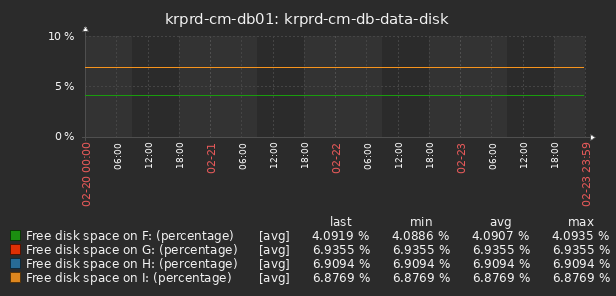 krprd-cm-db01: krprd-cm-db-data-disk
10 %
5 %
0 %
02-20 00:00 06:00 12:00 18:00 02-21 06:00 12:00 18:00 02-22 06:00 12:00 18:00 02-23 06:00 12:00 18:00 02-23 23:59
last min avg max
Free disk space on F: (percentage) [avg] 4.0919 % 4.0886 % 4.0907 % 4.0935 %
Free disk space on G: (percentage) [avg] 6.9355 % 6.9355 % 6.9355 % 6.9355 %
Free disk space on H: (percentage) [avg] 6.9094 % 6.9094 % 6.9094 % 6.9094 %
Free disk space on I: (percentage) [avg] 6.8769 % 6.8769 % 6.8769 % 6.8769 %